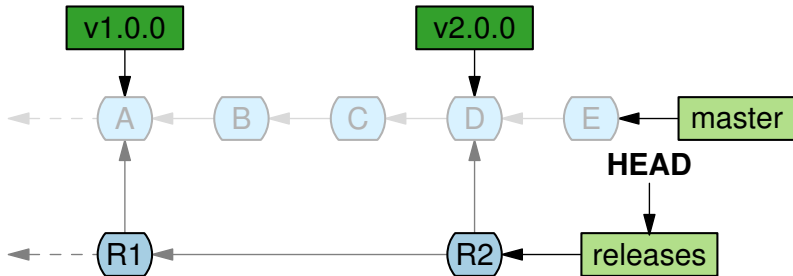 v1.0.0 v2.0.0
A B C D E master
HEAD
R1 R2 releases